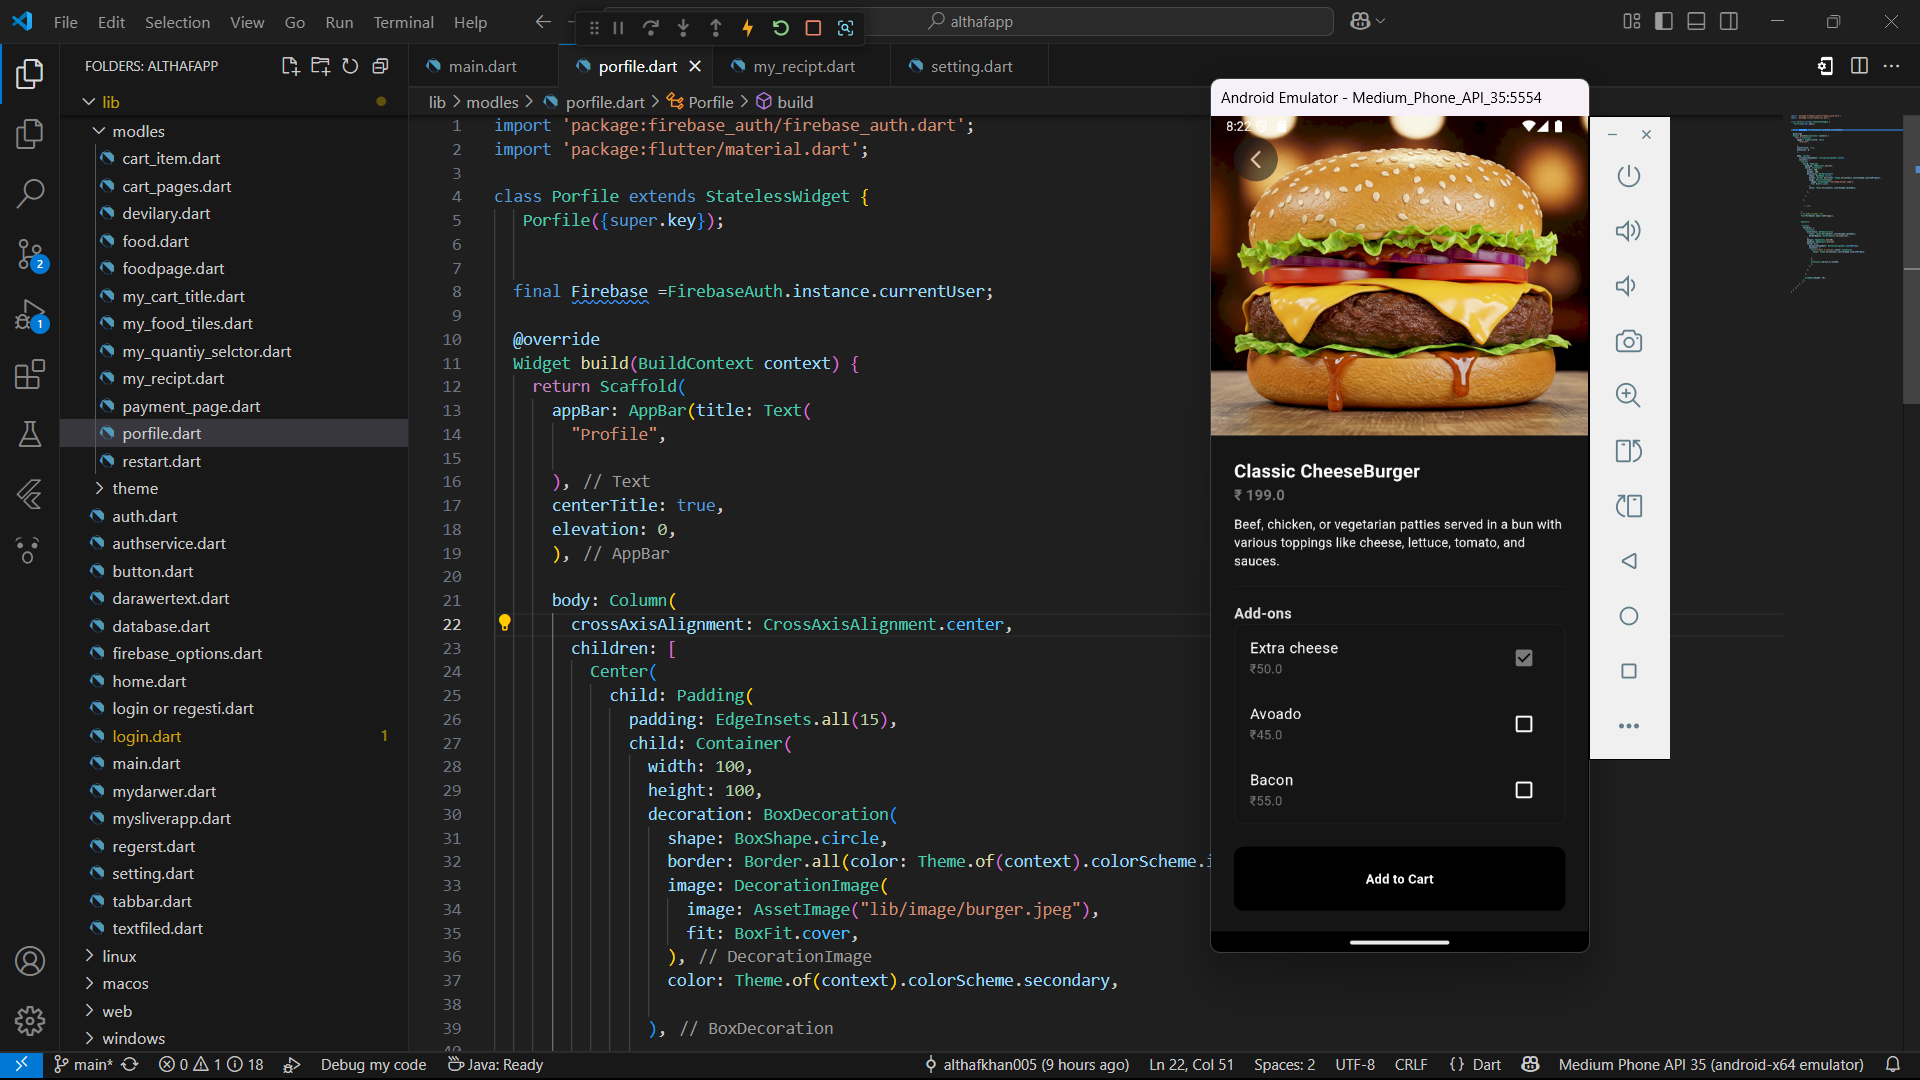 File Edit Selection View Go Run Terminal Help
althafapp
FOLDERS: ALTHAFAPP
lib
modles
cart_item.dart
cart_pages.dart
devilary.dart
food.dart
foodpage.dart
my_cart_title.dart
my_food_tiles.dart
my_quantiy_selctor.dart
my_recipt.dart
payment_page.dart
porfile.dart
restart.dart
theme
auth.dart
authservice.dart
button.dart
darawertext.dart
database.dart
firebase_options.dart
home.dart
login or regesti.dart
login.dart 1
main.dart
mydarwer.dart
mysliverapp.dart
regerst.dart
setting.dart
tabbar.dart
textfiled.dart
linux
macos
web
windows
2
1
main.dart porfile.dart my_recipt.dart setting.dart
lib > modles > porfile.dart > Porfile > build
1 import 'package:firebase_auth/firebase_auth.dart';
2 import 'package:flutter/material.dart';
3
4 class Porfile extends StatelessWidget {
5 Porfile({super.key});
6
7
8 final Firebase =FirebaseAuth.instance.currentUser;
9
10 @override
11 Widget build(BuildContext context) {
12 return Scaffold(
13 appBar: AppBar(title: Text(
14 "Profile",
15
16 ), // Text
17 centerTitle: true,
18 elevation: 0,
19 ), // AppBar
20
21 body: Column(
22 crossAxisAlignment: CrossAxisAlignment.center,
23 children: [
24 Center(
25 child: Padding(
26 padding: EdgeInsets.all(15),
27 child: Container(
28 width: 100,
29 height: 100,
30 decoration: BoxDecoration(
31 shape: BoxShape.circle,
32 border: Border.all(color: Theme.of(context).colorScheme.i
33 image: DecorationImage(
34 image: AssetImage("lib/image/burger.jpeg"),
35 fit: BoxFit.cover,
36 ), // DecorationImage
37 color: Theme.of(context).colorScheme.secondary,
38
39 ), // BoxDecoration
Android Emulator - Medium_Phone_API_35:5554
8:22
Classic CheeseBurger
₹ 199.0
Beef, chicken, or vegetarian patties served in a bun with
various toppings like cheese, lettuce, tomato, and
sauces.
Add-ons
Extra cheese
₹50.0
Avoado
₹45.0
Bacon
₹55.0
Add to Cart
main* 0 1 18 Debug my code Java: Ready althafkhan005 (9 hours ago) Ln 22, Col 51 Spaces: 2 UTF-8 CRLF {} Dart Medium Phone API 35 (android-x64 emulator)